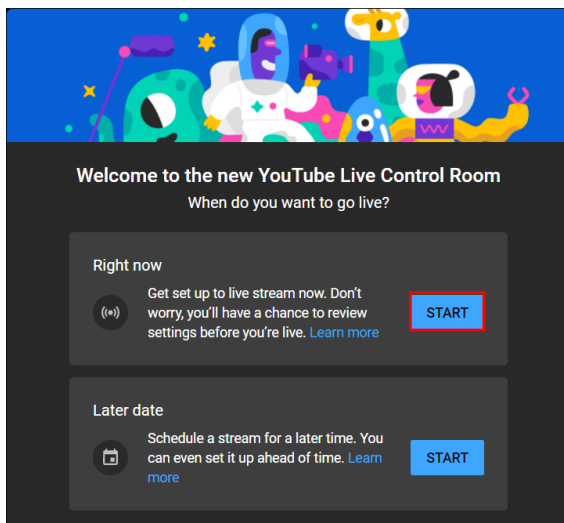 Welcome to the new YouTube Live Control Room
When do you want to go live?
Right now
Get set up to live stream now. Don't
worry, you'll have a chance to review
settings before you're live. Learn more
START
Later date
Schedule a stream for a later time. You
can even set it up ahead of time. Learn
more
START